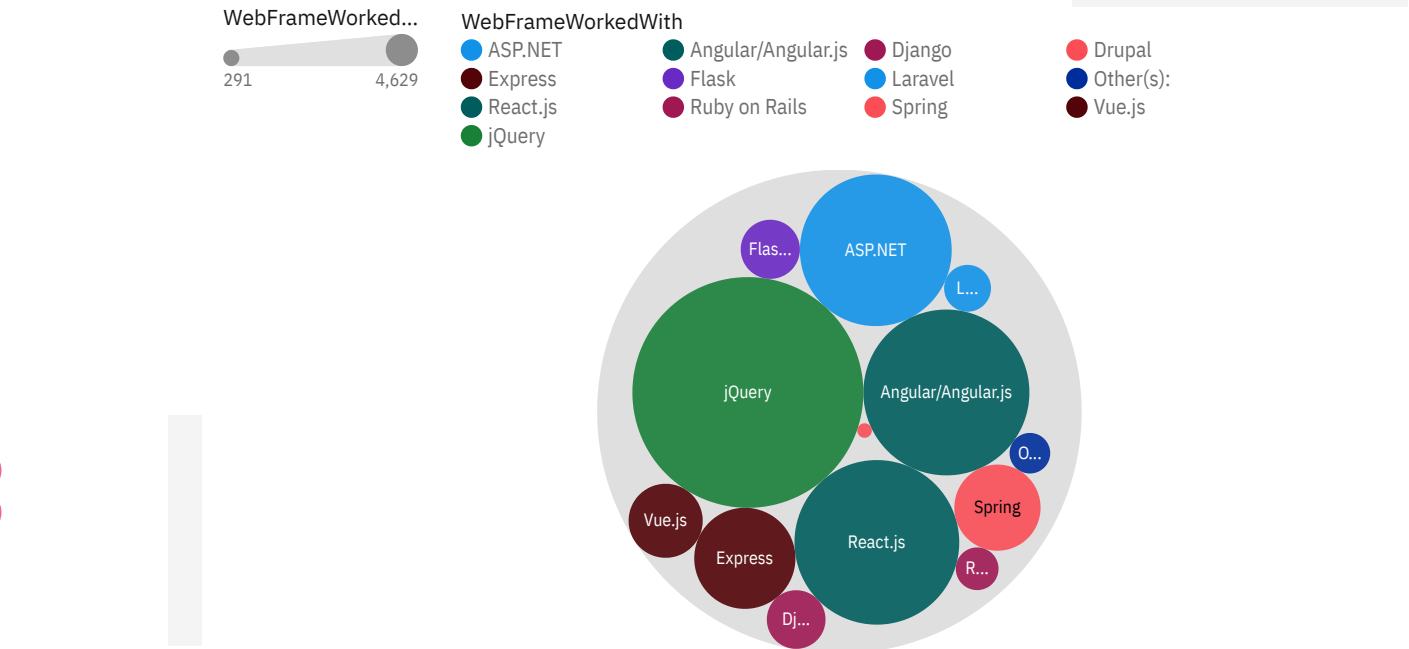 WebFrameWorked...
291 4,629
WebFrameWorkedWith
ASP.NET Angular/Angular.js Django Drupal
Express Flask Laravel Other(s):
React.js Ruby on Rails Spring Vue.js
jQuery
Flas...
ASP.NET
L...
jQuery
Angular/Angular.js
O...
Spring
Vue.js
React.js
Express
R...
Dj...